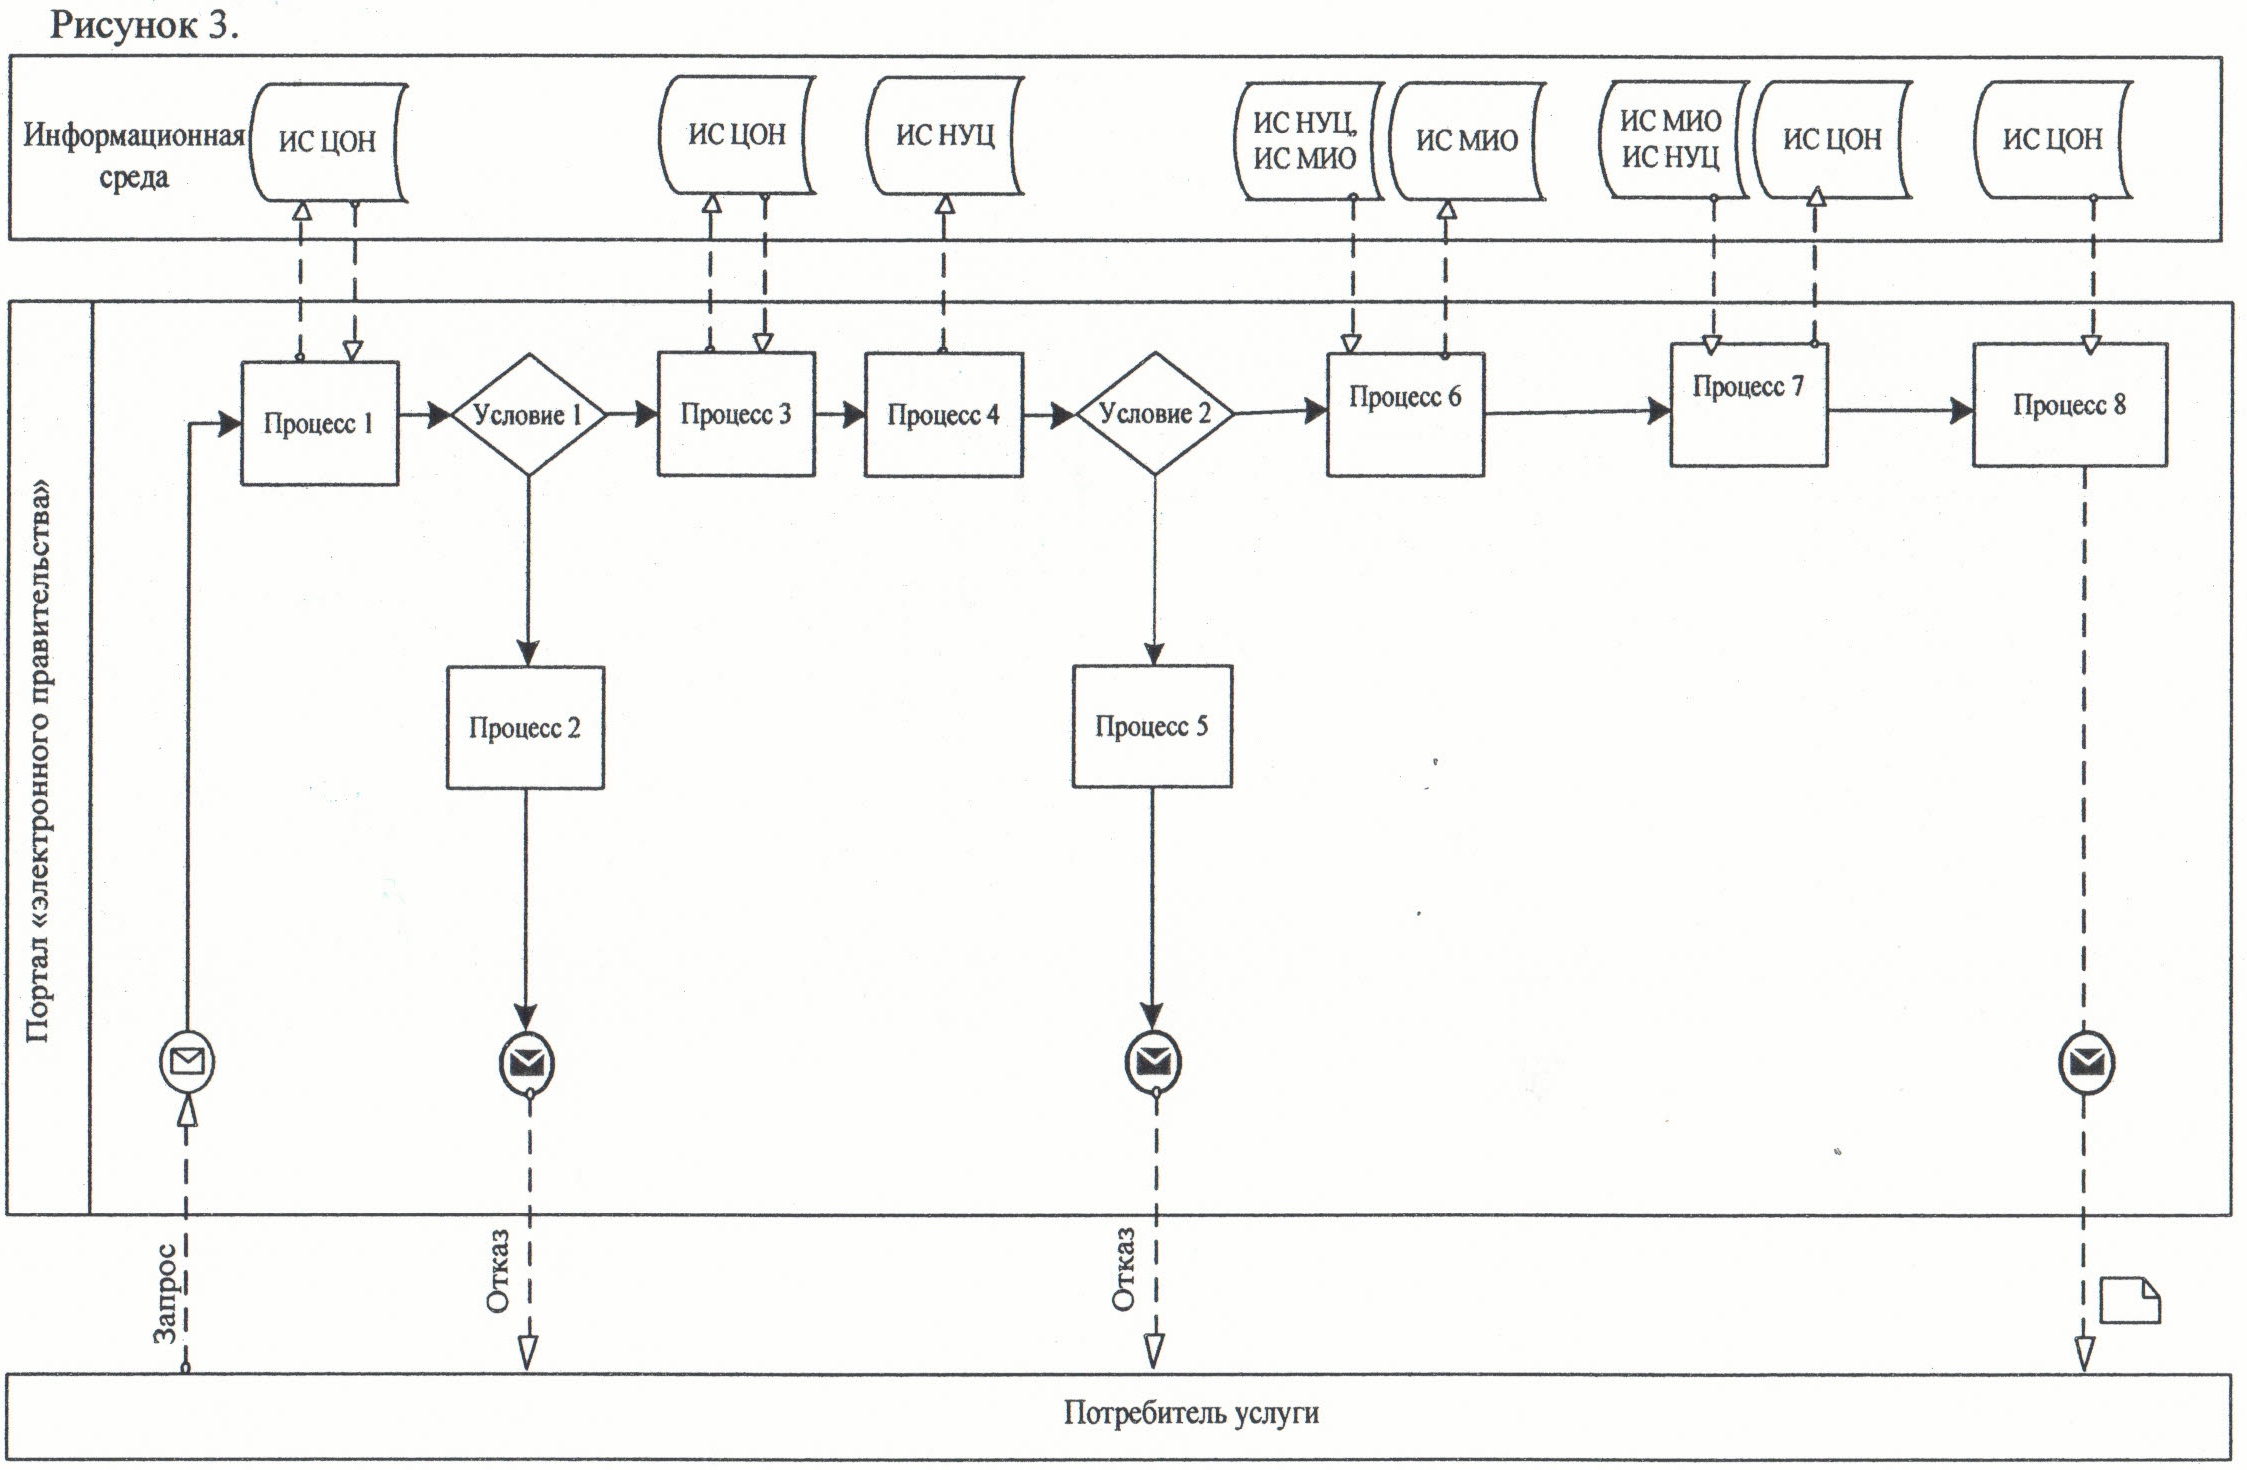 Рисунок 3.
Информационная
среда
ИС ЦОН
ИС ЦОН
ИС НУЦ
ИС НУЦ,
ИС МИО
ИС МИО
ИС МИО
ИС НУЦ
ИС ЦОН
ИС ЦОН
Портал «электронного правительства»
Процесс 1
Условие 1
Процесс 3
Процесс 4
Условие 2
Процесс 6
Процесс 7
Процесс 8
Процесс 2
Процесс 5
Запрос
Отказ
Отказ
Потребитель услуги